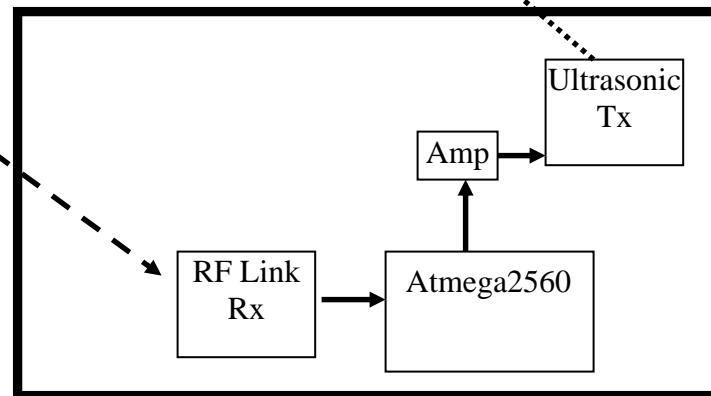 Ultrasonic
Tx
Amp
RF Link
Rx
Atmega2560